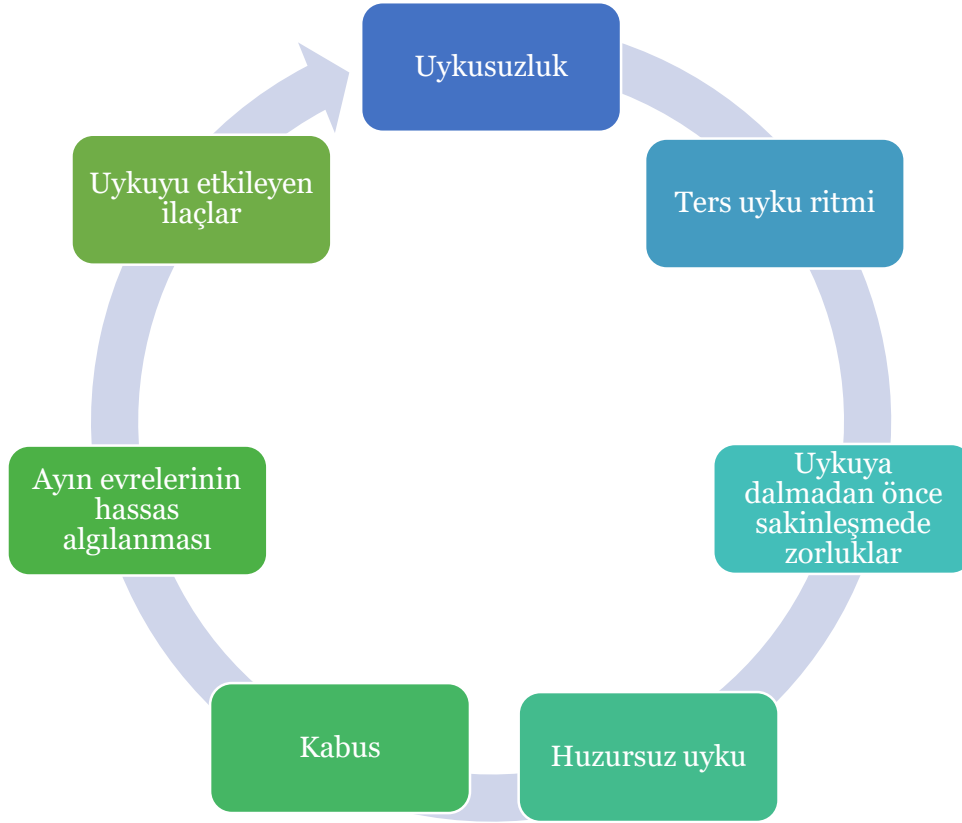 Uykusuzluk
Ters uyku ritmi
Uykuya
dalmadan önce
sakinleşmede
zorluklar
Huzursuz uyku
Kabus
Ayın evrelerinin
hassas
algılanması
Uykuyu etkileyen
ilaçlar